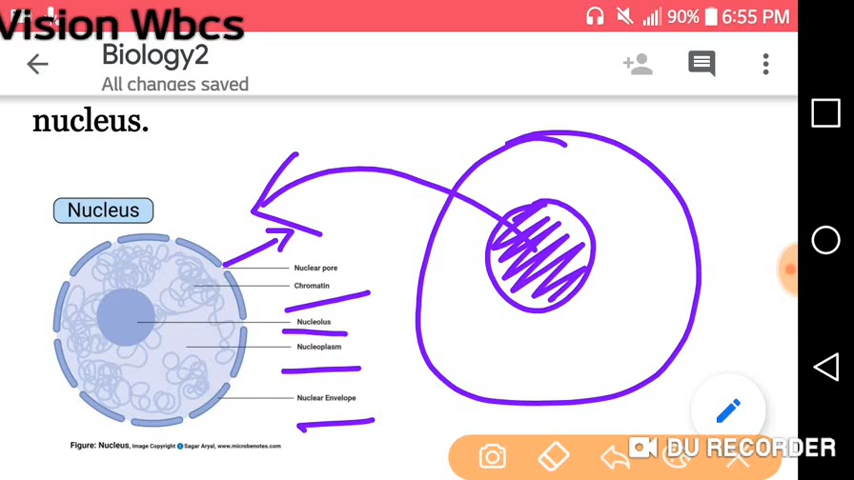 Vision Wbcs
90% 6:55 PM
Biology2
All changes saved
nucleus.
Nucleus
Nuclear pore
Chromatin
Nucleolus
Nucleoplasm
Nuclear Envelope
Figure: Nucleus, Image Copyright Sagar Aryal, www.microbenotes.com
DU RECORDER